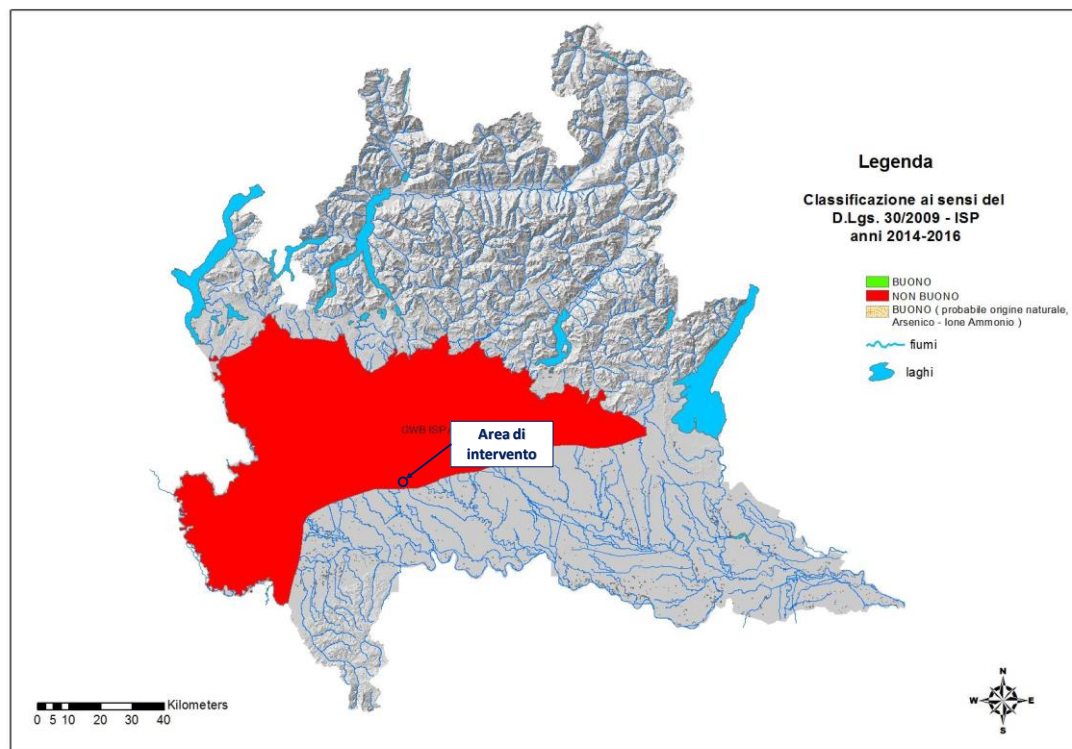 Legenda
Classificazione ai sensi del
D.Lgs. 30/2009 - ISP
anni 2014-2016
BUONO
NON BUONO
BUONO ( probabile origine naturale,
Arsenico - Ione Ammonio )
fiumi
laghi
GWB ISP
Area di
intervento
Kilometers
0 5 10 20 30 40
N
W E
S